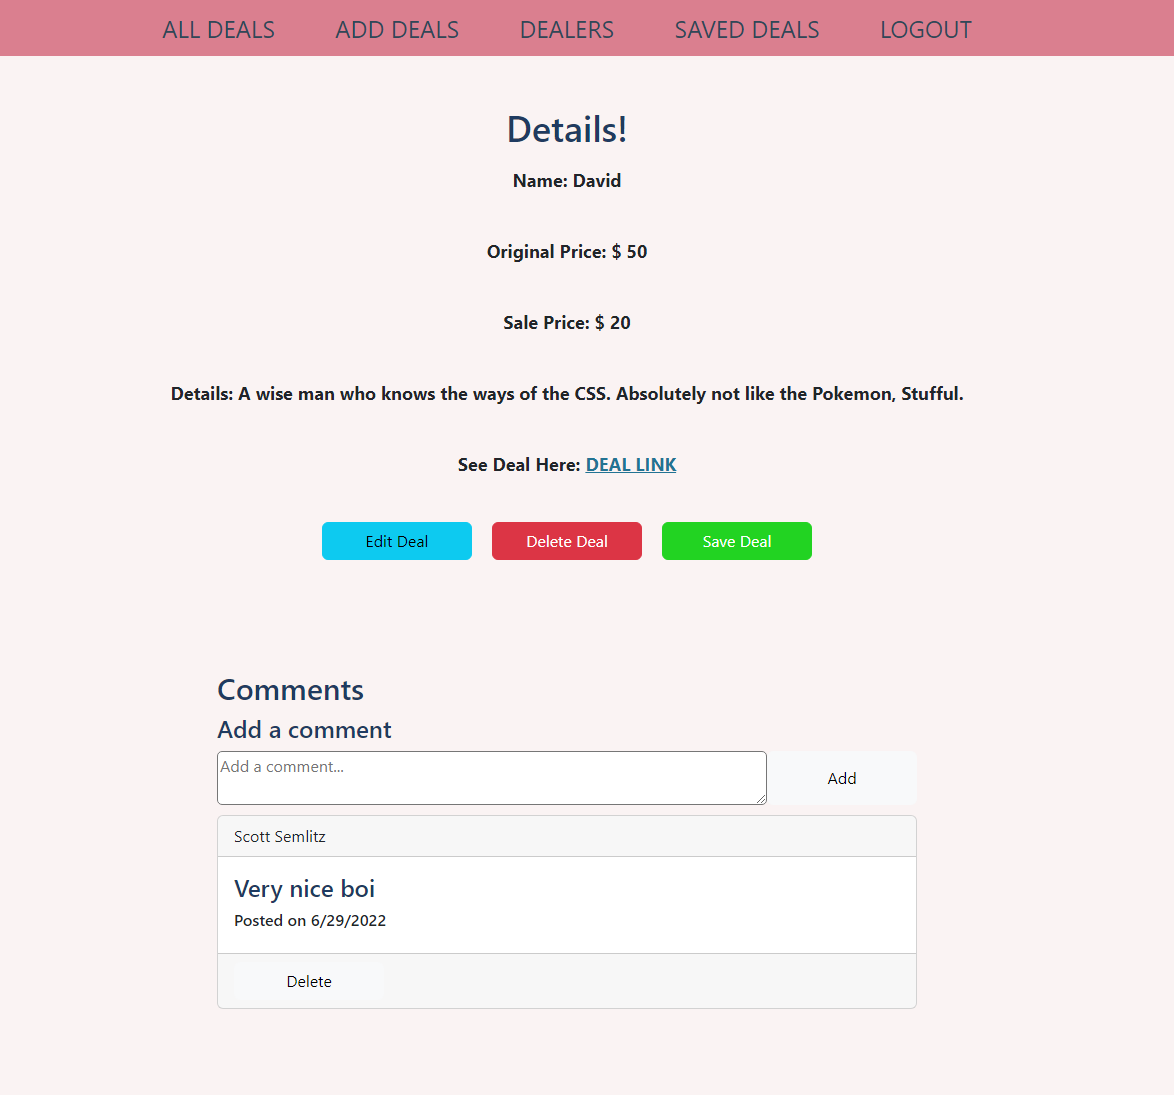 ALL DEALS ADD DEALS DEALERS SAVED DEALS LOGOUT
Details!
Name: David
Original Price: $ 50
Sale Price: $ 20
Details: A wise man who knows the ways of the CSS. Absolutely not like the Pokemon, Stufful.
See Deal Here: DEAL LINK
Edit Deal Delete Deal Save Deal
Comments
Add a comment
Add a comment... Add
Scott Semlitz
Very nice boi
Posted on 6/29/2022
Delete